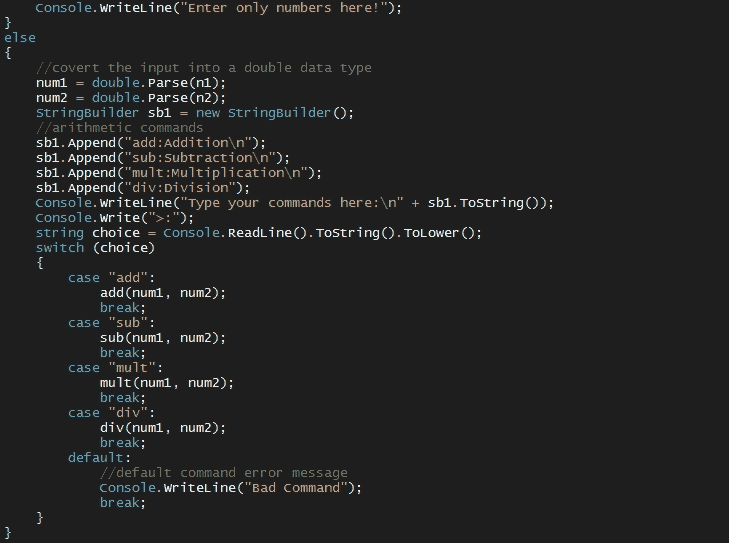 Console.WriteLine("Enter only numbers here!");
}
else
{
    //covert the input into a double data type
    num1 = double.Parse(n1);
    num2 = double.Parse(n2);
    StringBuilder sb1 = new StringBuilder();
    //arithmetic commands
    sb1.Append("add:Addition\n");
    sb1.Append("sub:Subtraction\n");
    sb1.Append("mult:Multiplication\n");
    sb1.Append("div:Division");
    Console.WriteLine("Type your commands here:\n" + sb1.ToString());
    Console.Write(">:");
    string choice = Console.ReadLine().ToString().ToLower();
    switch (choice)
    {
        case "add":
            add(num1, num2);
            break;
        case "sub":
            sub(num1, num2);
            break;
        case "mult":
            mult(num1, num2);
            break;
        case "div":
            div(num1, num2);
            break;
        default:
            //default command error message
            Console.WriteLine("Bad Command");
            break;
    }
}